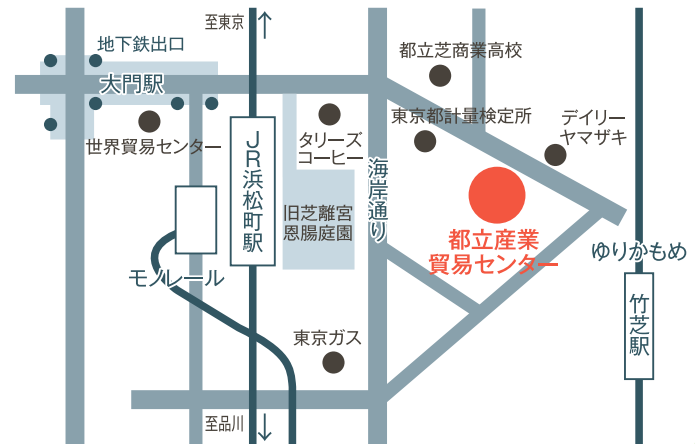 至東京
地下鉄出口
大門駅
世界貿易センター
都立芝商業高校
東京都計量検定所
デイリー
ヤマザキ
タリーズ
コーヒー
JR浜松町駅
海岸通り
旧芝離宮
恩腸庭園
都立産業
貿易センター
ゆりかもめ
竹芝駅
モノレール
東京ガス
至品川